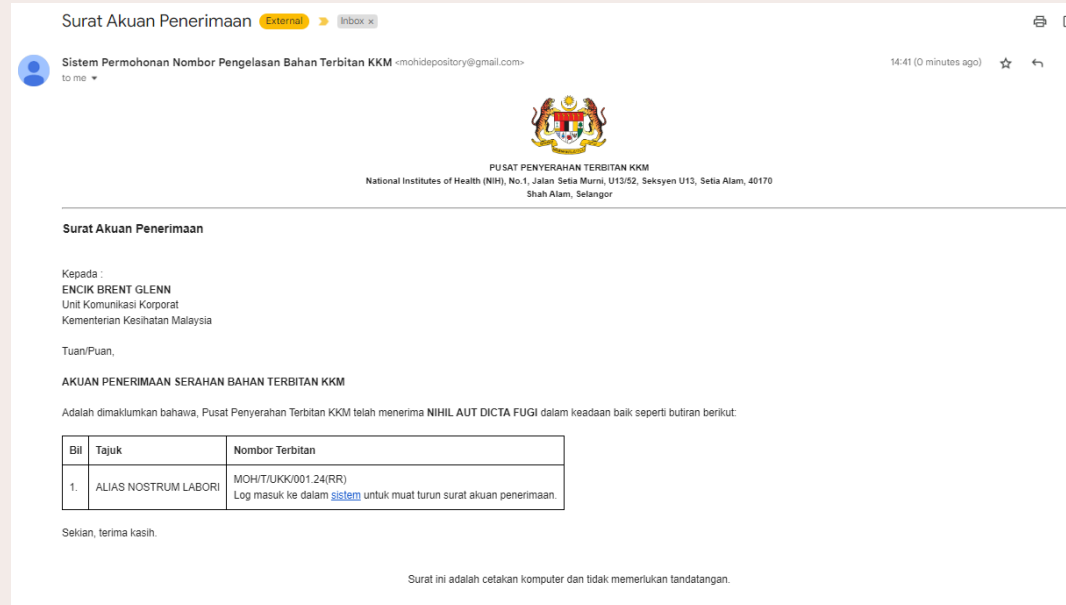 Surat Akuan Penerimaan External Inbox x
Sistem Permohonan Nombor Pengelasan Bahan Terbitan KKM <mohidepository@gmail.com> 14:41 (0 minutes ago)
to me
PUSAT PENYERAHAN TERBITAN KKM
National Institutes of Health (NIH), No.1, Jalan Setia Murni, U13/52, Seksyen U13, Setia Alam, 40170
Shah Alam, Selangor
Surat Akuan Penerimaan
Kepada :
ENCIK BRENT GLENN
Unit Komunikasi Korporat
Kementerian Kesihatan Malaysia
Tuan/Puan,
AKUAN PENERIMAAN SERAHAN BAHAN TERBITAN KKM
Adalah dimaklumkan bahawa, Pusat Penyerahan Terbitan KKM telah menerima NIHIL AUT DICTA FUGI dalam keadaan baik seperti butiran berikut:
Bil Tajuk Nombor Terbitan
1. ALIAS NOSTRUM LABORI MOH/T/UKK/001.24(RR)
Log masuk ke dalam sistem untuk muat turun surat akuan penerimaan.
Sekian, terima kasih.
Surat ini adalah cetakan komputer dan tidak memerlukan tandatangan.